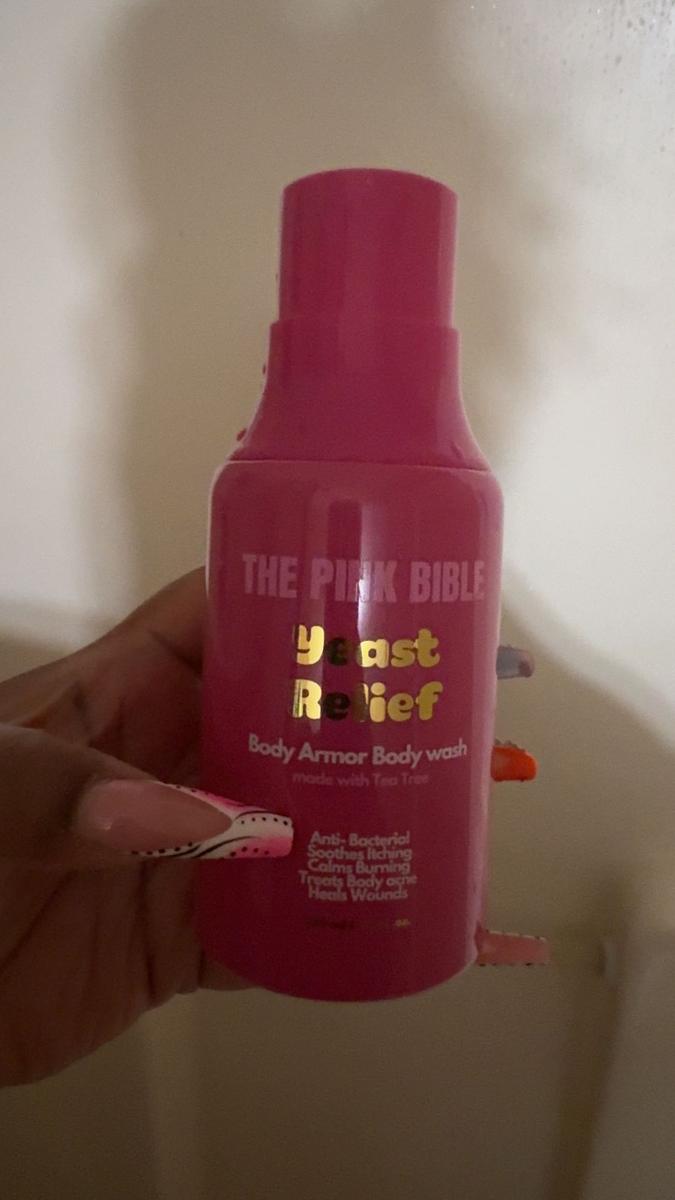 THE PINK BIBLE
Yeast
Relief
Body Armor Body wash
made with Tea Tree
Anti- Bacterial
Soothes Itching
Calms Burning
Treats Body acne
Heals Wounds